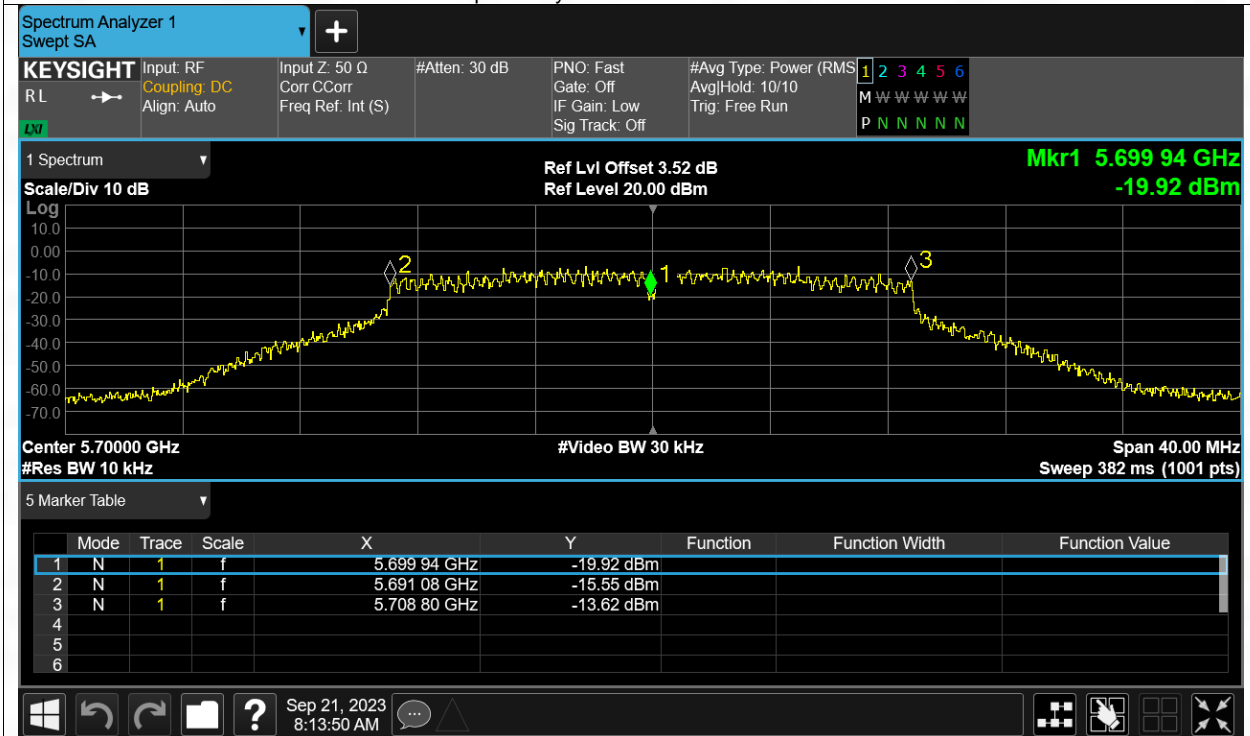 Spectrum Analyzer 1
Swept SA
+
KEYSIGHT
RL
LXI
Input: RF
Coupling: DC
Align: Auto
Input Z: 50 Ω
Corr CCorr
Freq Ref: Int (S)
#Atten: 30 dB
PNO: Fast
Gate: Off
IF Gain: Low
Sig Track: Off
#Avg Type: Power (RMS
Avg|Hold: 10/10
Trig: Free Run
1 2 3 4 5 6
M W W W W W
P N N N N N
1 Spectrum
Scale/Div 10 dB
Ref Lvl Offset 3.52 dB
Ref Level 20.00 dBm
Mkr1 5.699 94 GHz
-19.92 dBm
Log
10.0
0.00
-10.0
-20.0
-30.0
-40.0
-50.0
-60.0
-70.0
2
1
3
Center 5.70000 GHz
#Video BW 30 kHz
Span 40.00 MHz
#Res BW 10 kHz
Sweep 382 ms (1001 pts)
5 Marker Table
Mode Trace Scale X Y Function Function Width Function Value
1 N 1 f 5.699 94 GHz -19.92 dBm
2 N 1 f 5.691 08 GHz -15.55 dBm
3 N 1 f 5.708 80 GHz -13.62 dBm
4
5
6
?
Sep 21, 2023
8:13:50 AM